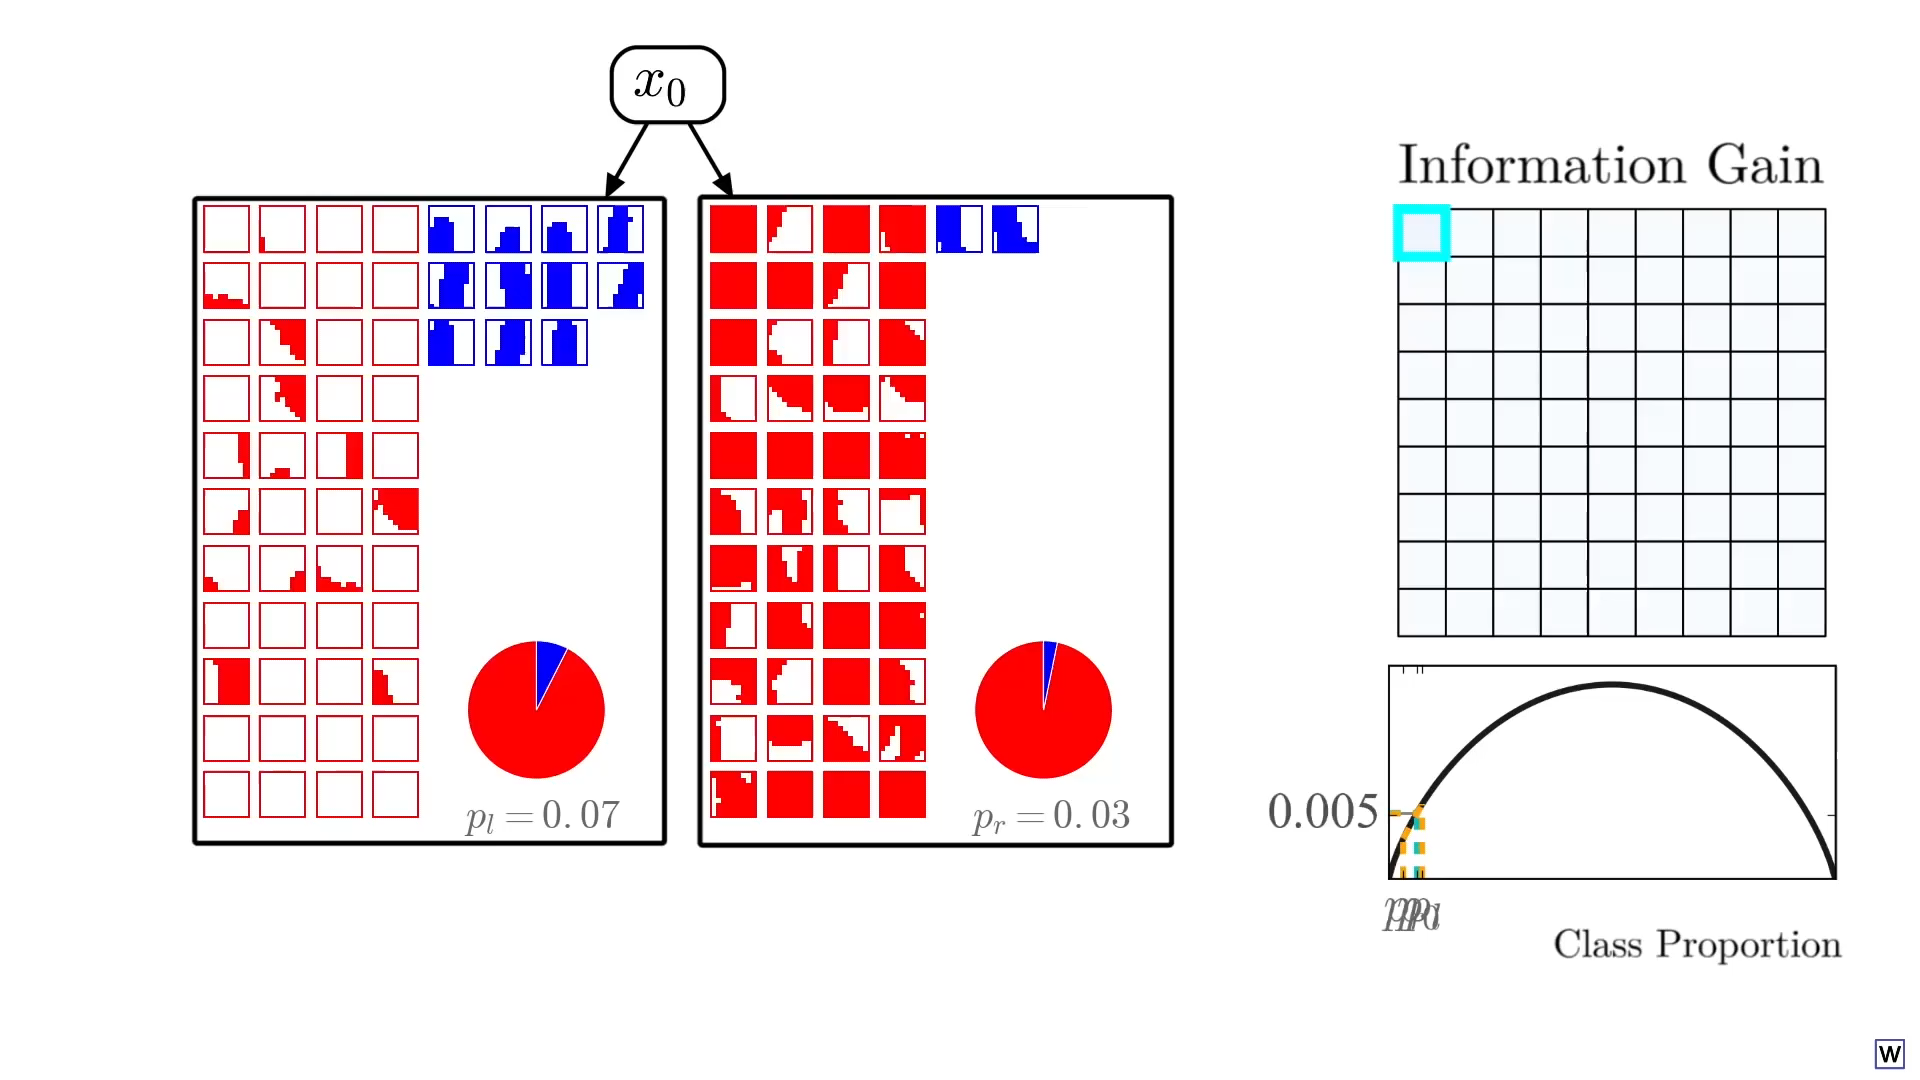 x₀
Information Gain
pₗ = 0.07
pᵣ = 0.03
0.005
Class Proportion
W